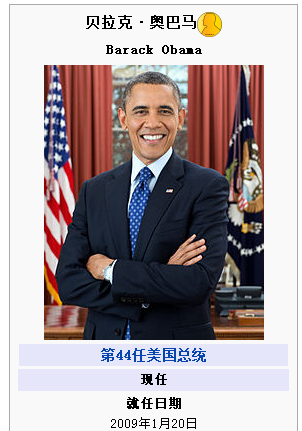 贝拉克·奥巴马
Barack Obama
第44任美国总统
现任
就任日期
2009年1月20日